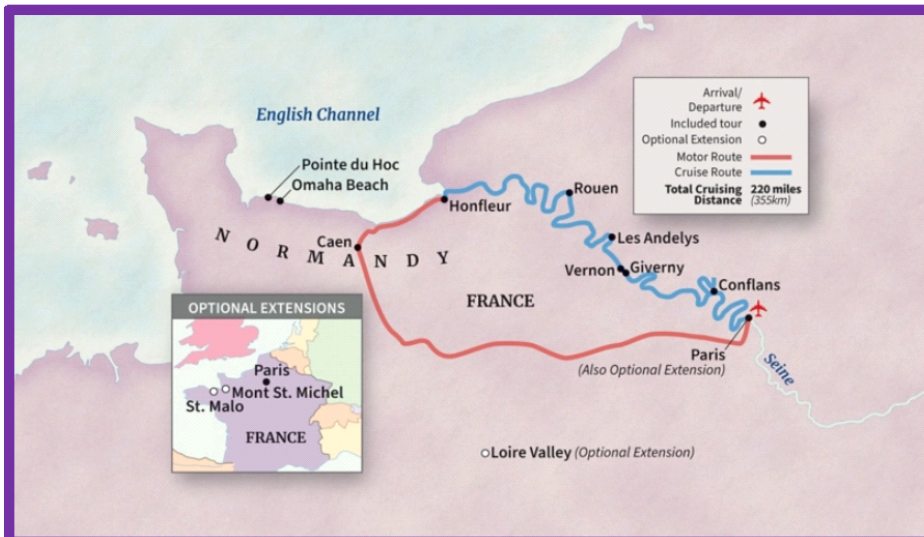 English Channel
Pointe du Hoc
Omaha Beach
Honfleur
Rouen
Les Andelys
Caen
NORMANDY
Vernon
Giverny
Conflans
FRANCE
Paris
(Also Optional Extension)
Seine
Loire Valley (Optional Extension)
Arrival/
Departure
Included tour
Optional Extension
Motor Route
Cruise Route
Total Cruising 220 miles
Distance (355km)
OPTIONAL EXTENSIONS
Paris
Mont St. Michel
St. Malo
FRANCE